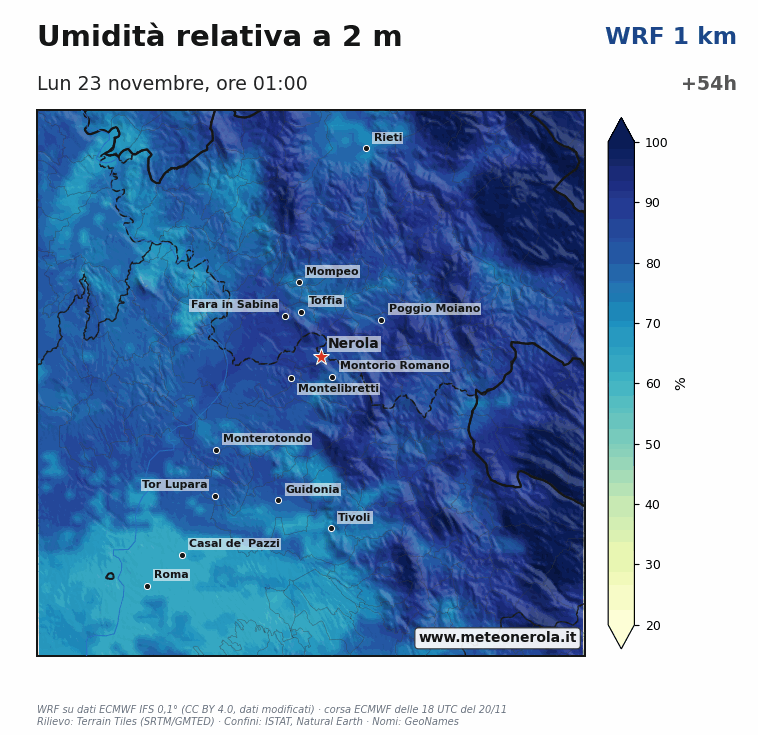 Umidità relativa a 2 m
WRF 1 km
Lun 23 novembre, ore 01:00
+54h
Rieti
Mompeo
Toffia
Fara in Sabina
Poggio Moiano
Nerola
Montorio Romano
Montelibretti
Monterotondo
Tor Lupara
Guidonia
Tivoli
Casal de' Pazzi
Roma
www.meteonerola.it
100
90
80
70
60
50
40
30
20
%
WRF su dati ECMWF IFS 0,1° (CC BY 4.0, dati modificati) · corsa ECMWF delle 18 UTC del 20/11
Rilievo: Terrain Tiles (SRTM/GMTED) · Confini: ISTAT, Natural Earth · Nomi: GeoNames